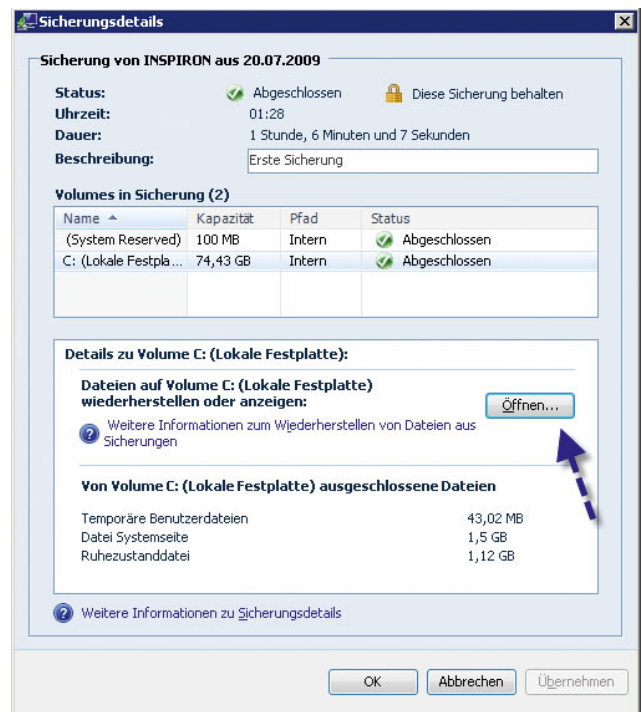 Sicherungsdetails
Sicherung von INSPIRON aus 20.07.2009
Status: Abgeschlossen Diese Sicherung behalten
Uhrzeit: 01:28
Dauer: 1 Stunde, 6 Minuten und 7 Sekunden
Beschreibung: Erste Sicherung
Volumes in Sicherung (2)
Name Kapazität Pfad Status
(System Reserved) 100 MB Intern Abgeschlossen
C: (Lokale Festpla... 74,43 GB Intern Abgeschlossen
Details zu Volume C: (Lokale Festplatte):
Dateien auf Volume C: (Lokale Festplatte)
wiederherstellen oder anzeigen:
Öffnen...
Weitere Informationen zum Wiederherstellen von Dateien aus
Sicherungen
Von Volume C: (Lokale Festplatte) ausgeschlossene Dateien
Temporäre Benutzerdateien 43,02 MB
Datei Systemseite 1,5 GB
Ruhezustanddatei 1,12 GB
Weitere Informationen zu Sicherungsdetails
OK Abbrechen Übernehmen